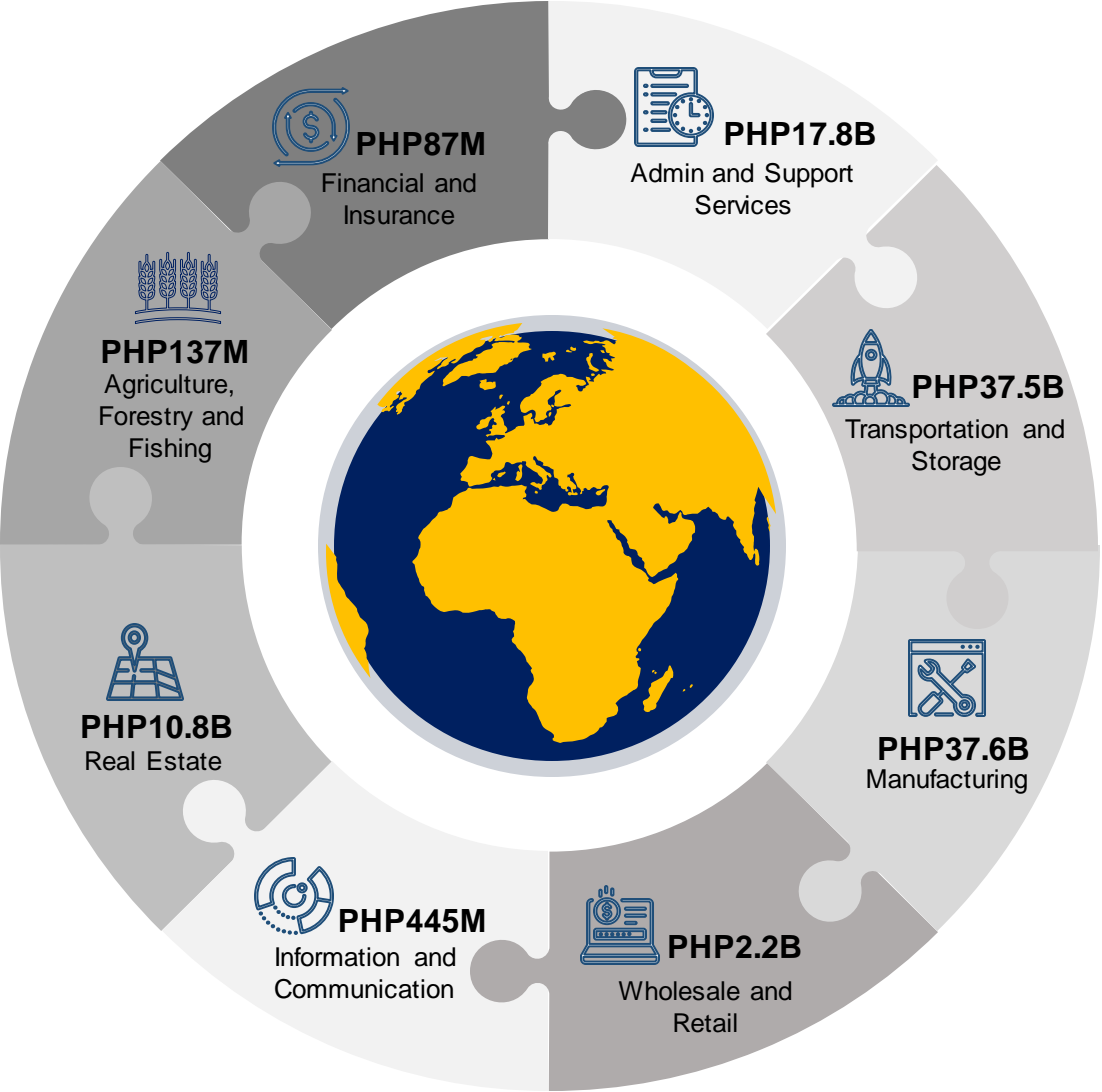 PHP87M
Financial and
Insurance
PHP17.8B
Admin and Support
Services
PHP37.5B
Transportation and
Storage
PHP37.6B
Manufacturing
PHP2.2B
Wholesale and
Retail
PHP445M
Information and
Communication
PHP10.8B
Real Estate
PHP137M
Agriculture,
Forestry and
Fishing